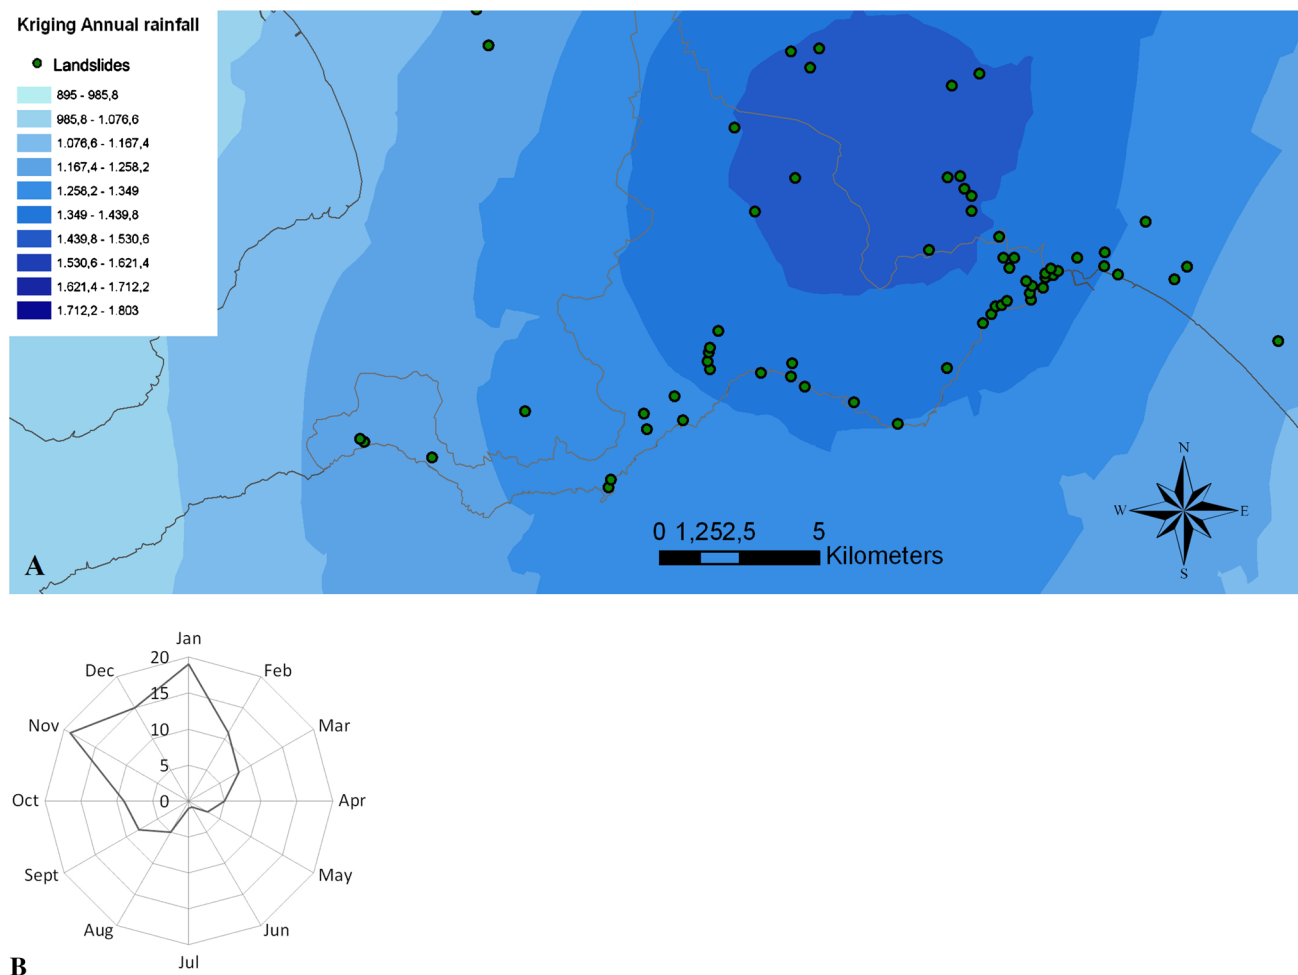 Kriging Annual rainfall
Landslides
895 - 985,8
985,8 - 1.076,6
1.076,6 - 1.167,4
1.167,4 - 1.258,2
1.258,2 - 1.349
1.349 - 1.439,8
1.439,8 - 1.530,6
1.530,6 - 1.621,4
1.621,4 - 1.712,2
1.712,2 - 1.803
N
W E
S
0 1,252,5 5
Kilometers
A
Jan
20
Dec Feb
15
Nov Mar
10
5
Oct 0 Apr
Sept May
Aug Jun
Jul
B